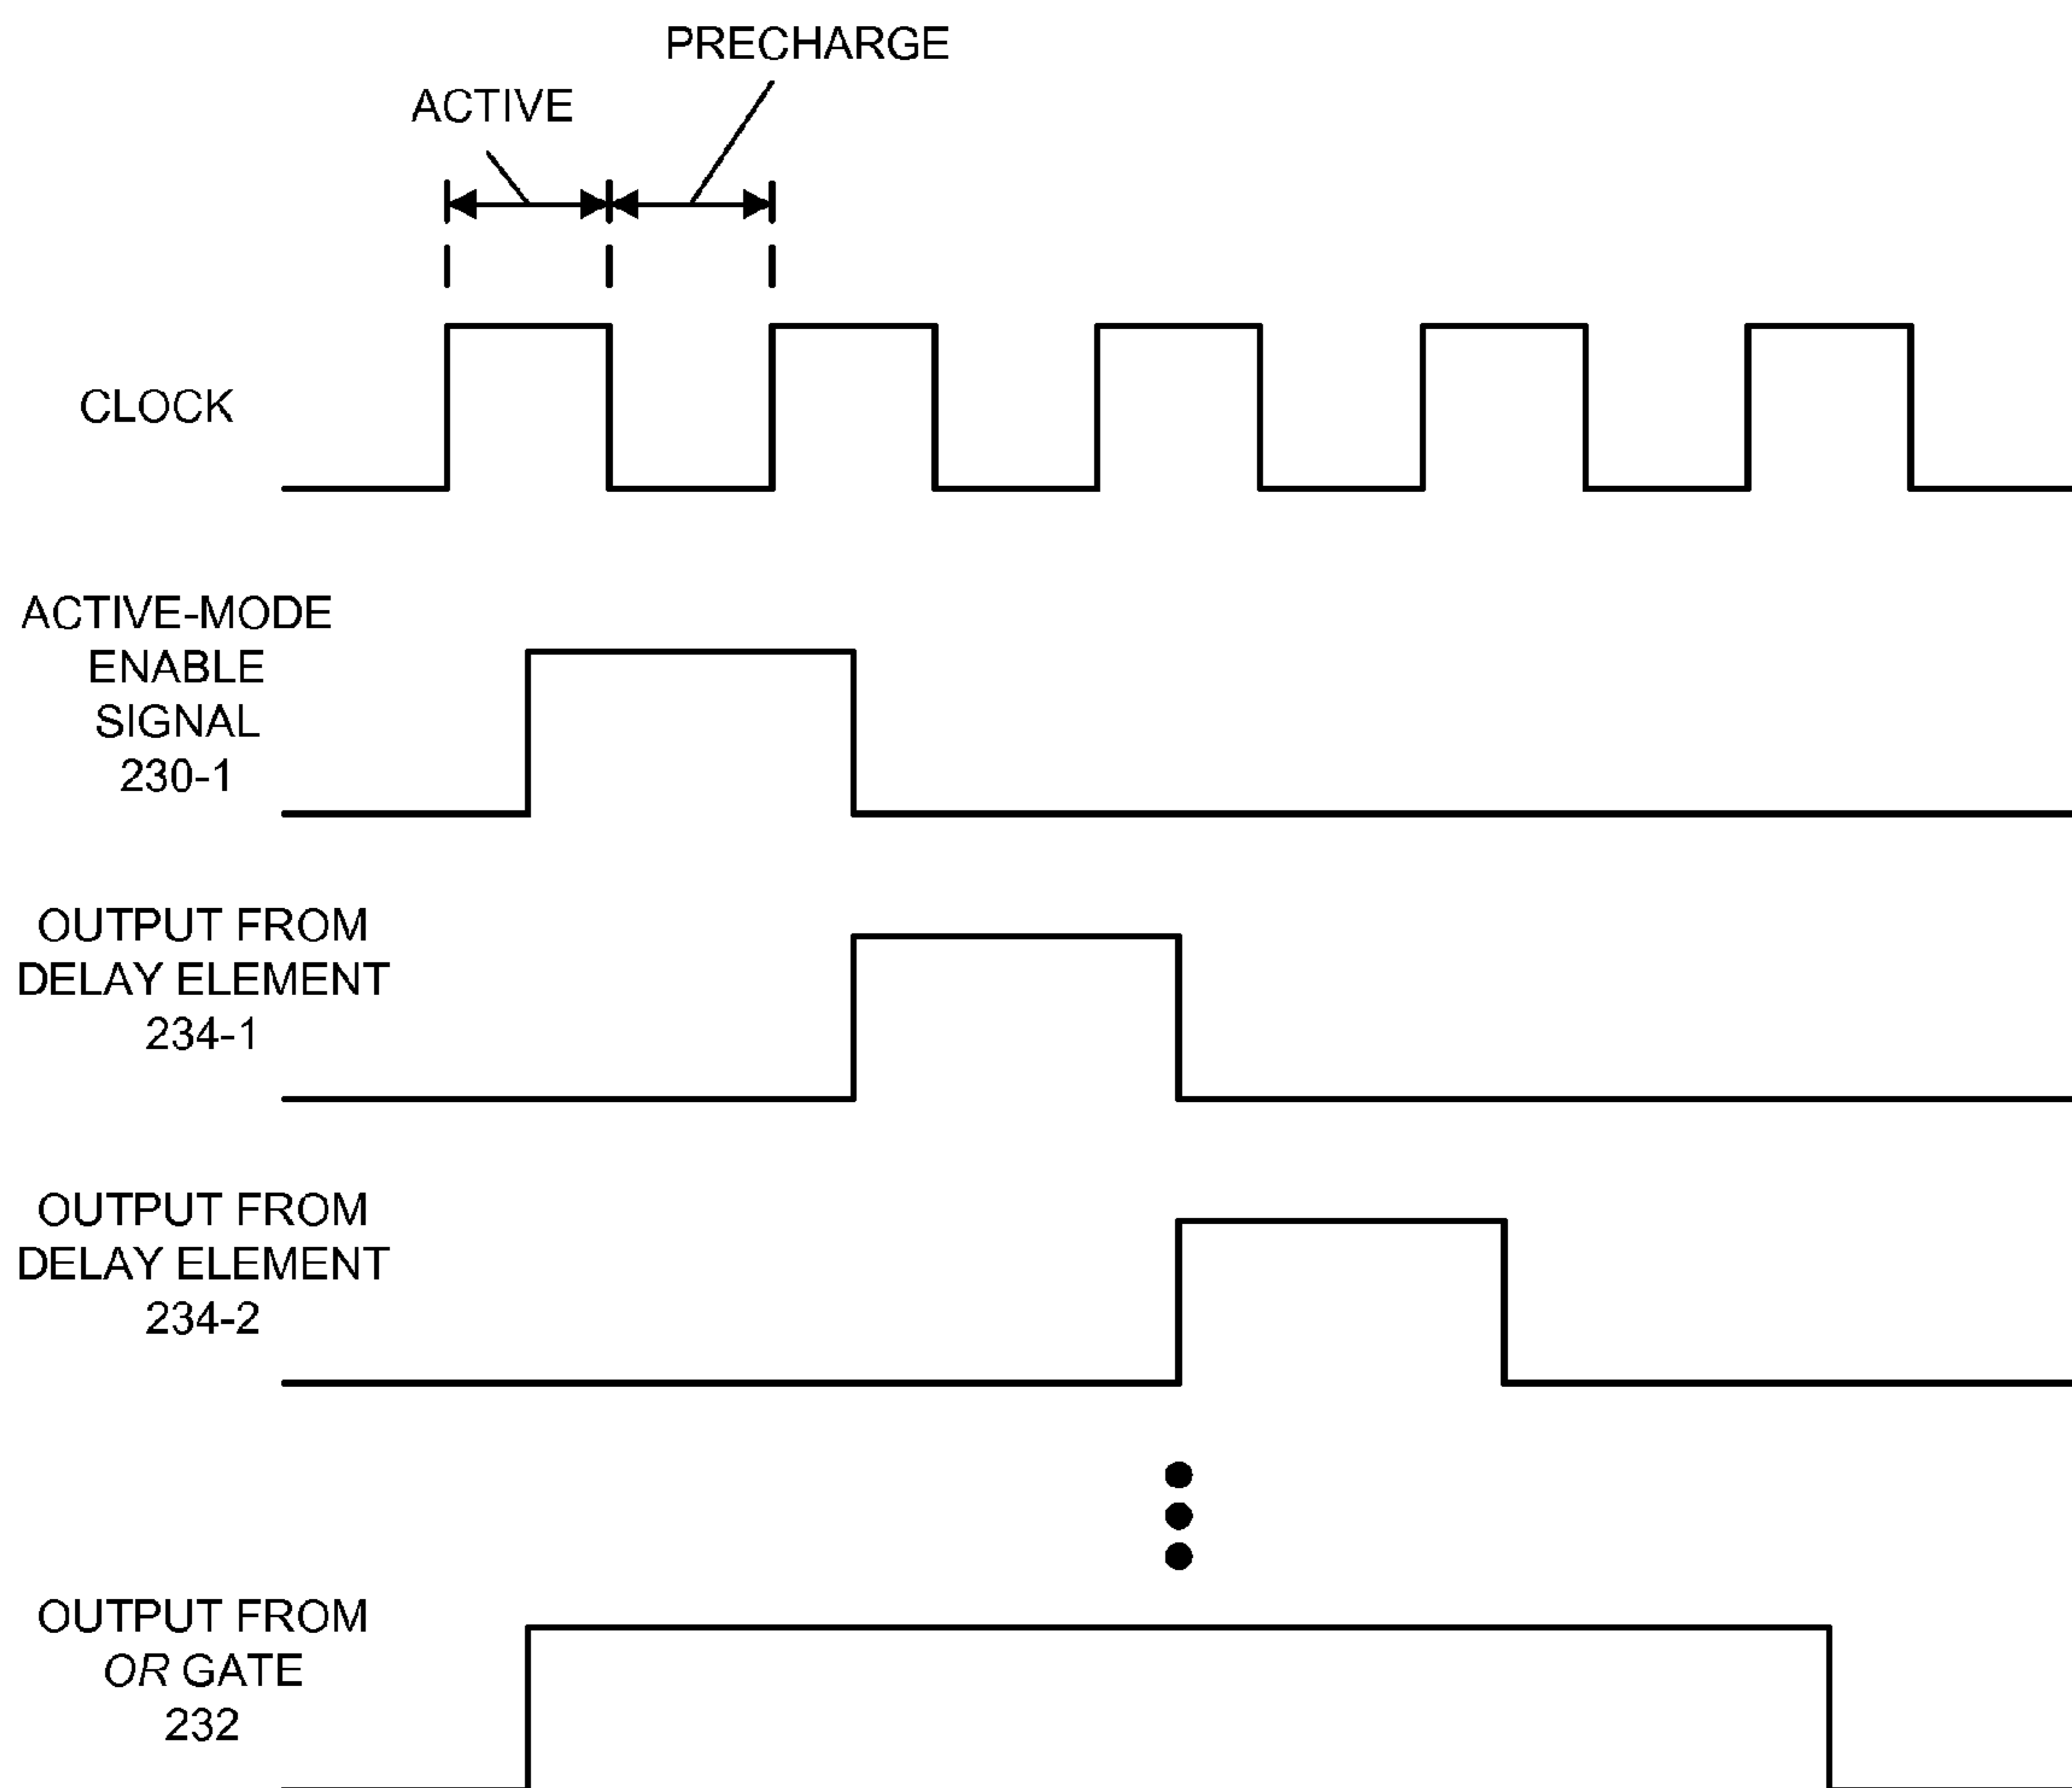 PRECHARGE
ACTIVE
CLOCK
ACTIVE-MODE
ENABLE
SIGNAL
230-1
OUTPUT FROM
DELAY ELEMENT
234-1
OUTPUT FROM
DELAY ELEMENT
234-2
OUTPUT FROM
OR GATE
232